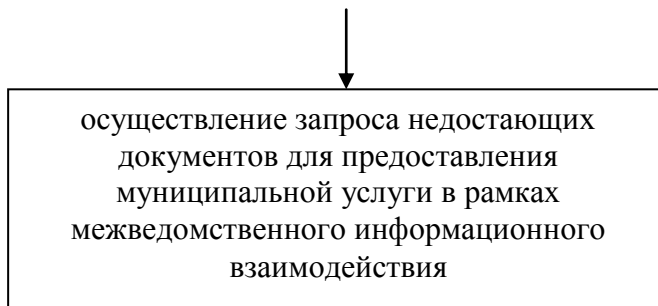 осуществление запроса недостающих
документов для предоставления
муниципальной услуги в рамках
межведомственного информационного
взаимодействия